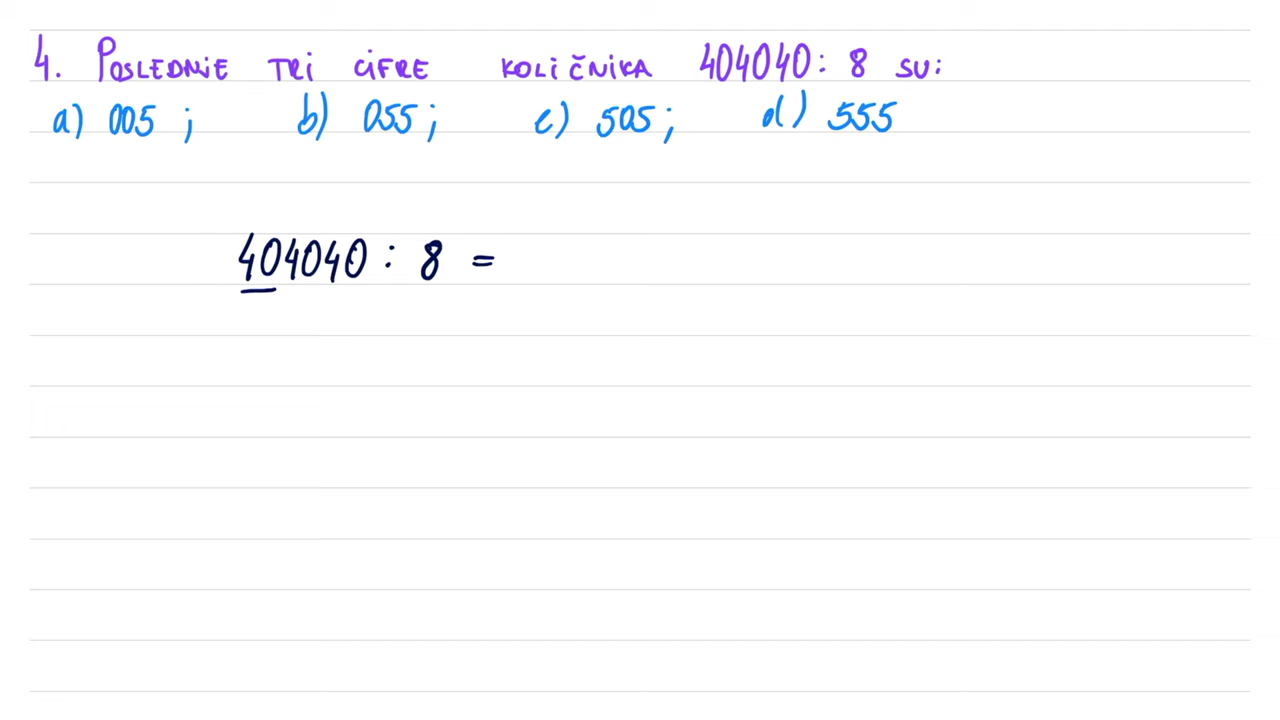 4. POSLEDNJE TRI CIFRE KOLIČNIKA 404040 : 8 SU:
a) 005 ; b) 055 ; c) 505 ; d) 555
404040 : 8 =